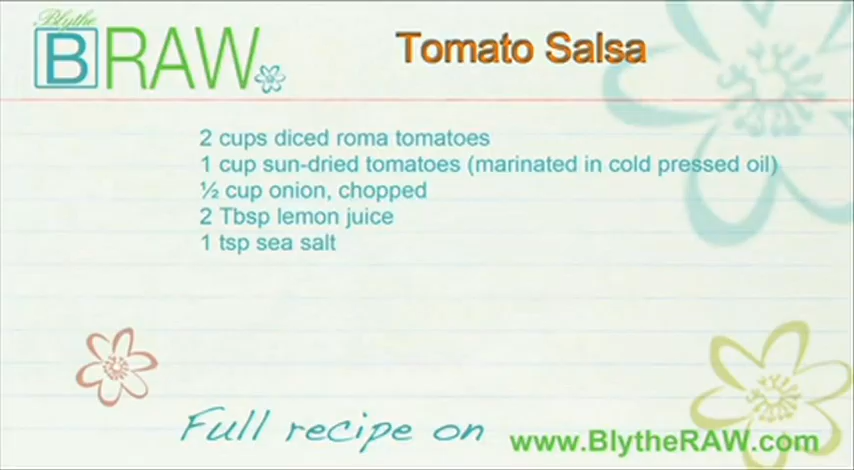 Blythe
BRAW
Tomato Salsa
2 cups diced roma tomatoes
1 cup sun-dried tomatoes (marinated in cold pressed oil)
½ cup onion, chopped
2 Tbsp lemon juice
1 tsp sea salt
Full recipe on www.BlytheRAW.com